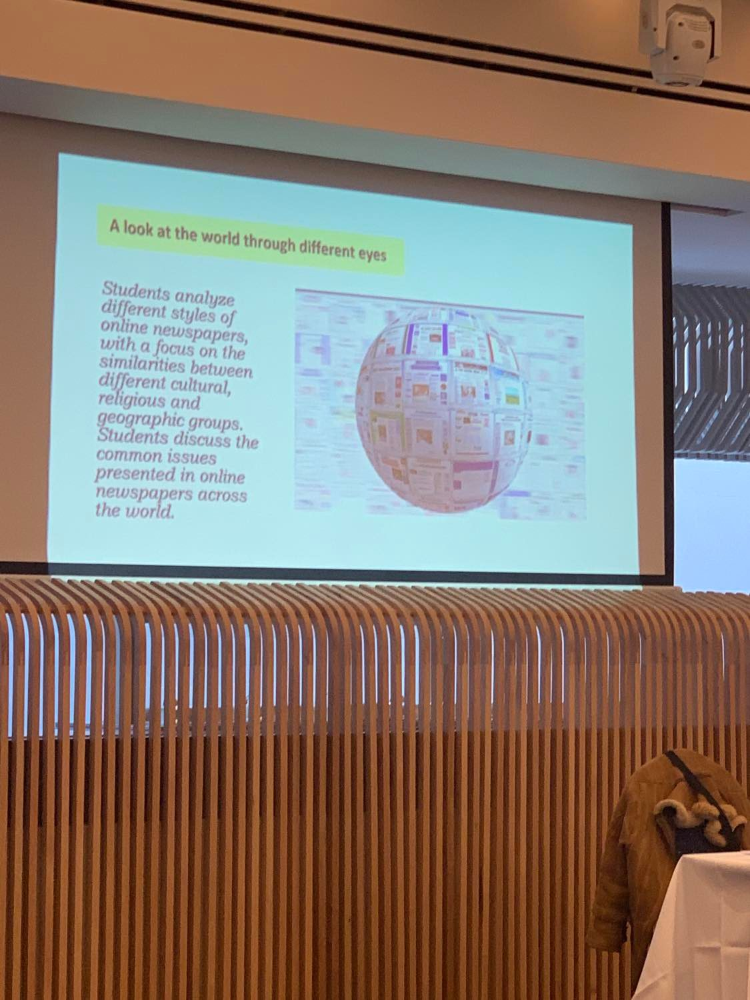 A look at the world through different eyes
Students analyze
different styles of
online newspapers,
with a focus on the
similarities between
different cultural,
religious and
geographic groups.
Students discuss the
common issues
presented in online
newspapers across
the world.